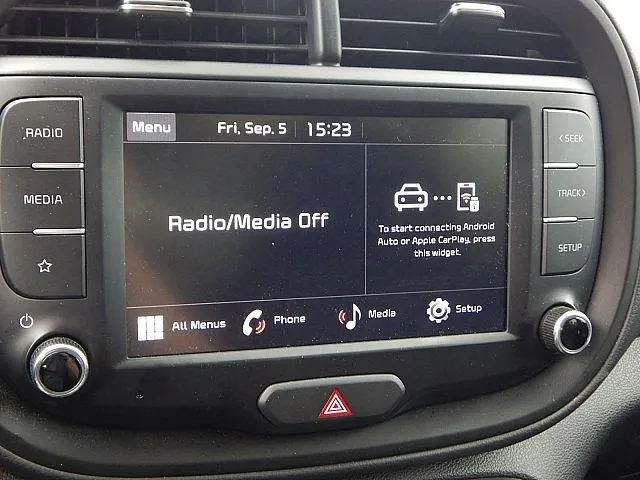 RADIO
MEDIA
Menu
Fri, Sep. 5
15:23
Radio/Media Off
To start connecting Android
Auto or Apple CarPlay, press
this widget.
All Menus
Phone
Media
Setup
<SEEK
TRACK>
SETUP